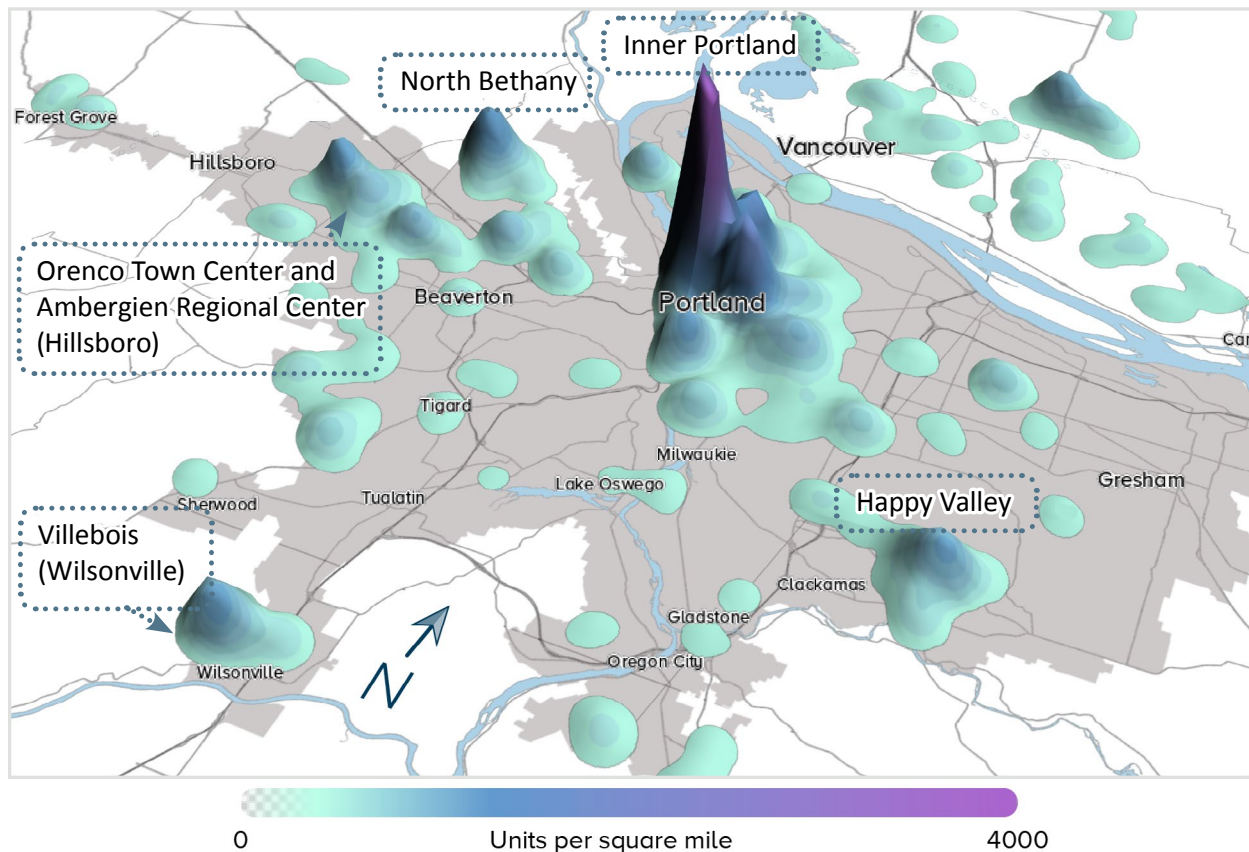 Inner Portland
North Bethany
Forest Grove
Hillsboro
Vancouver
Orenco Town Center and
Ambergien Regional Center
(Hillsboro)
Beaverton
Portland
Car
Tigard
Milwaukie
Lake Oswego
Gresham
Tualatin
Sherwood
Happy Valley
Villebois
(Wilsonville)
Clackamas
Gladstone
Oregon City
Wilsonville
N
0
Units per square mile
4000